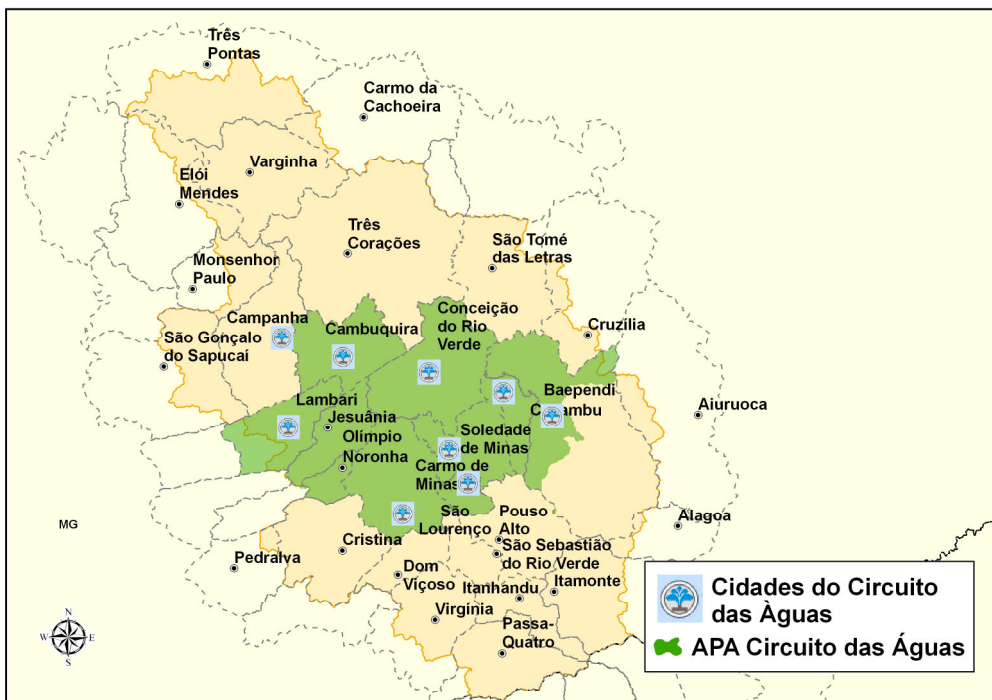 Três
Pontas
Carmo da
Cachoeira
Varginha
Elói
Mendes
Três
Corações
São Tomé
das Letras
Monsenhor
Paulo
Conceição
do Rio
Verde
Campanha
Cambuquira
Cruzília
São Gonçalo
do Sapucaí
Lambari
Baependi
Jesuânia
Caxambu
Aiuruoca
Olímpio
Noronha
Soledade
de Minas
Carmo de
Minas
São
Lourenço
Pouso
Alto
Alagoa
MG
Cristina
São Sebastião
do Rio Verde
Pedralva
Dom
Viçoso
Itanhandu
Itamonte
Virgínia
Passa-
Quatro
N
W
E
S
Cidades do Circuito
das Àguas
APA Circuito das Águas